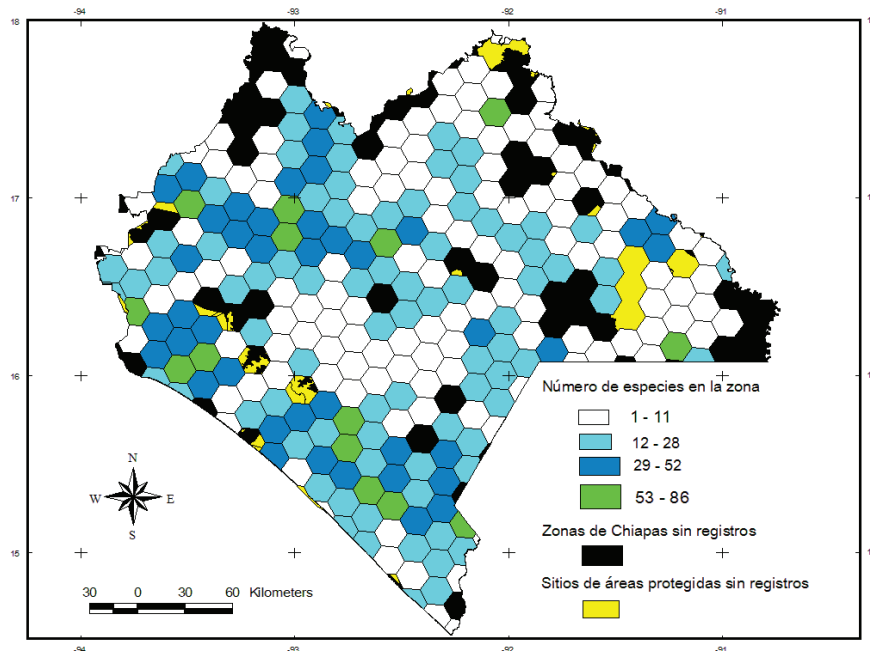 -94
-93
-92
-91
18
17
16
15
Número de especies en la zona
1 - 11
12 - 28
29 - 52
53 - 86
Zonas de Chiapas sin registros
Sitios de áreas protegidas sin registros
N
W E
S
30 0 30 60 Kilometers
-94
-93
-92
-91